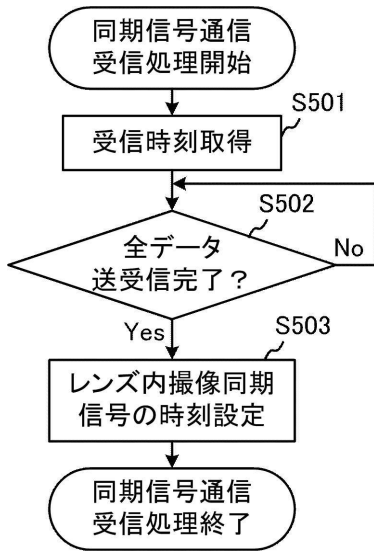 同期信号通信
受信処理開始
S501
受信時刻取得
S502
全データ
送受信完了？
No
Yes
S503
レンズ内撮像同期
信号の時刻設定
同期信号通信
受信処理終了